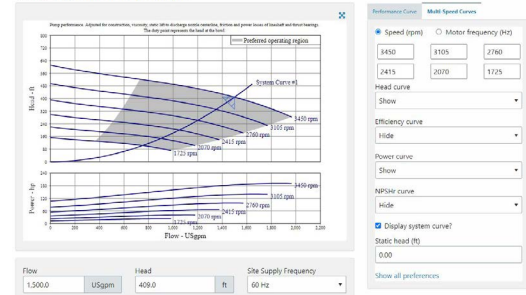 Performance Curve Multi-Speed Curves
Pump performance. Adjusted for construction, viscosity, static lift to discharge nozzle correction, friction and power losses of bearings and thrust bearings.
The duty point represents the head at the bowl.
Preferred operating region
System Curve #1
3450 rpm
3105 rpm
2760 rpm
2415 rpm
2070 rpm
1725 rpm
Head - ft
3450 rpm
3105 rpm
2760 rpm
2415 rpm
2070 rpm
1725 rpm
Power - hp
Flow - USgpm
Speed (rpm) Motor frequency (Hz)
3450 3105 2760
2415 2070 1725
Head curve
Show
Efficiency curve
Hide
Power curve
Show
NPSHr curve
Hide
Display system curve?
Static head (ft)
0.00
Show all preferences
Flow Head Site Supply Frequency
1,500.0 USgpm 409.0 ft 60 Hz